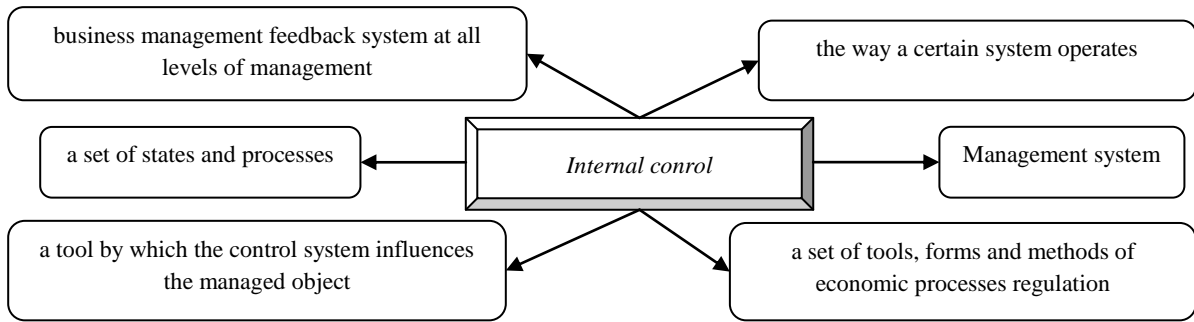 business management feedback system at all
levels of management
the way a certain system operates
a set of states and processes
Internal conrol
Management system
a tool by which the control system influences
the managed object
a set of tools, forms and methods of
economic processes regulation